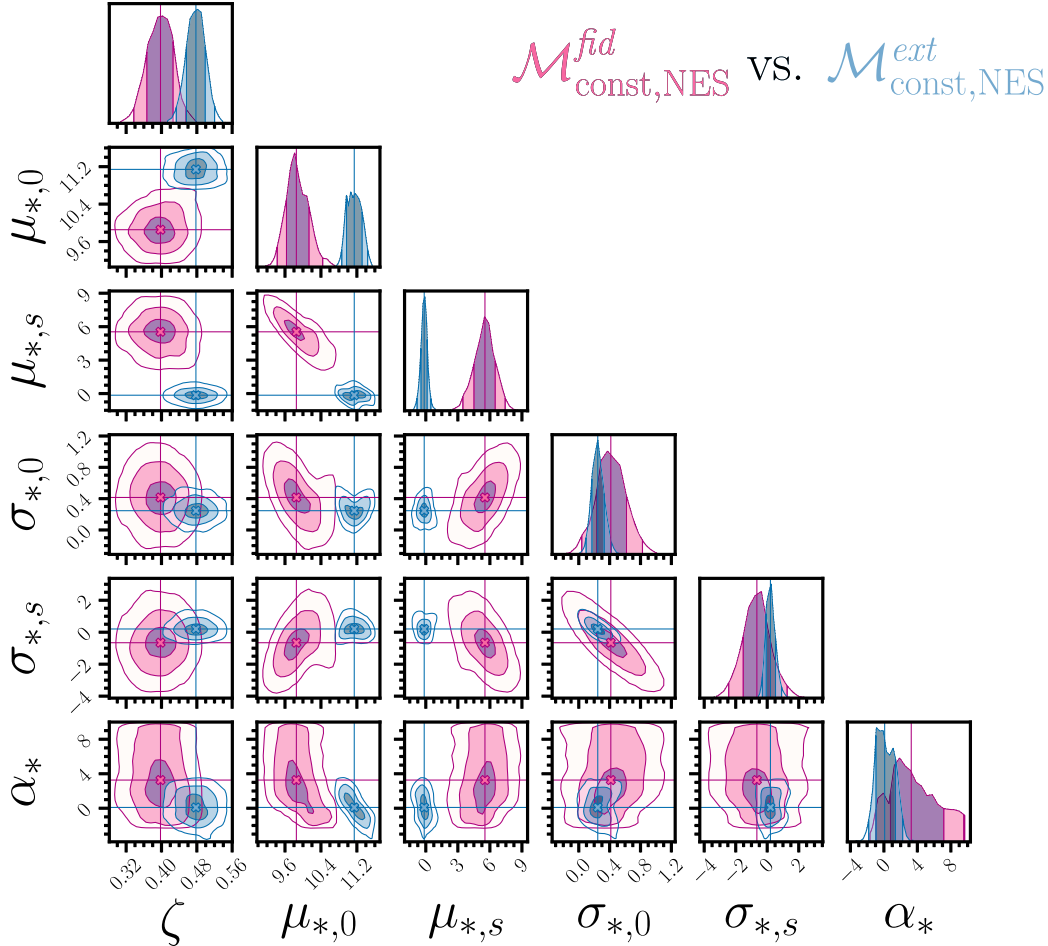 M^{fid}_{const,NES} vs. M^{ext}_{const,NES}
μ_{*,0}
11.2
10.4
9.6
μ_{*,s}
9
6
3
0
σ_{*,0}
1.2
0.8
0.4
0.0
σ_{*,s}
2
0
−2
−4
α_*
8
4
0
0.32 0.40 0.48 0.56
9.6 10.4 11.2
0 3 6 9
0.0 0.4 0.8 1.2
−4 −2 0 2
−4 0 4 8
ζ μ_{*,0} μ_{*,s} σ_{*,0} σ_{*,s} α_*